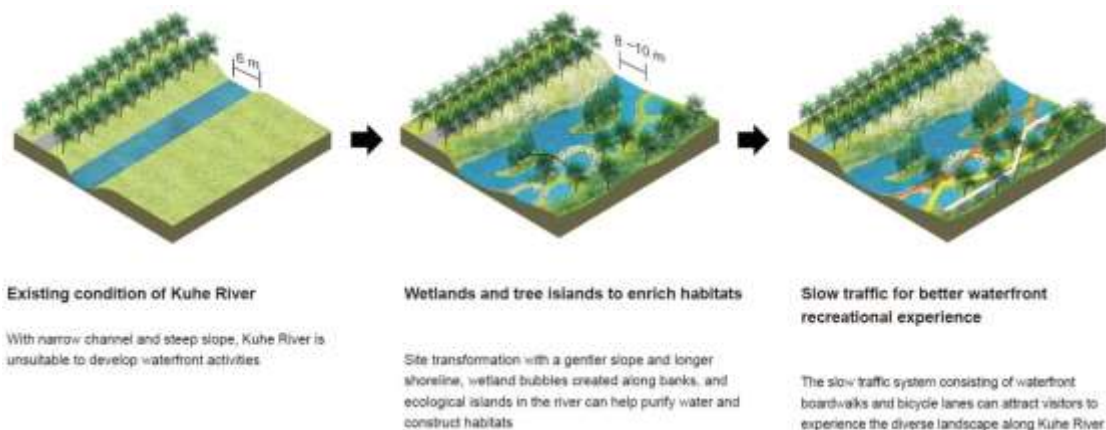 6 m
8 ~10 m
Existing condition of Kuhe River
With narrow channel and steep slope, Kuhe River is
unsuitable to develop waterfront activities
Wetlands and tree islands to enrich habitats
Site transformation with a gentler slope and longer
shoreline, wetland bubbles created along banks, and
ecological islands in the river can help purify water and
construct habitats
Slow traffic for better waterfront
recreational experience
The slow traffic system consisting of waterfront
boardwalks and bicycle lanes can attract visitors to
experience the diverse landscape along Kuhe River